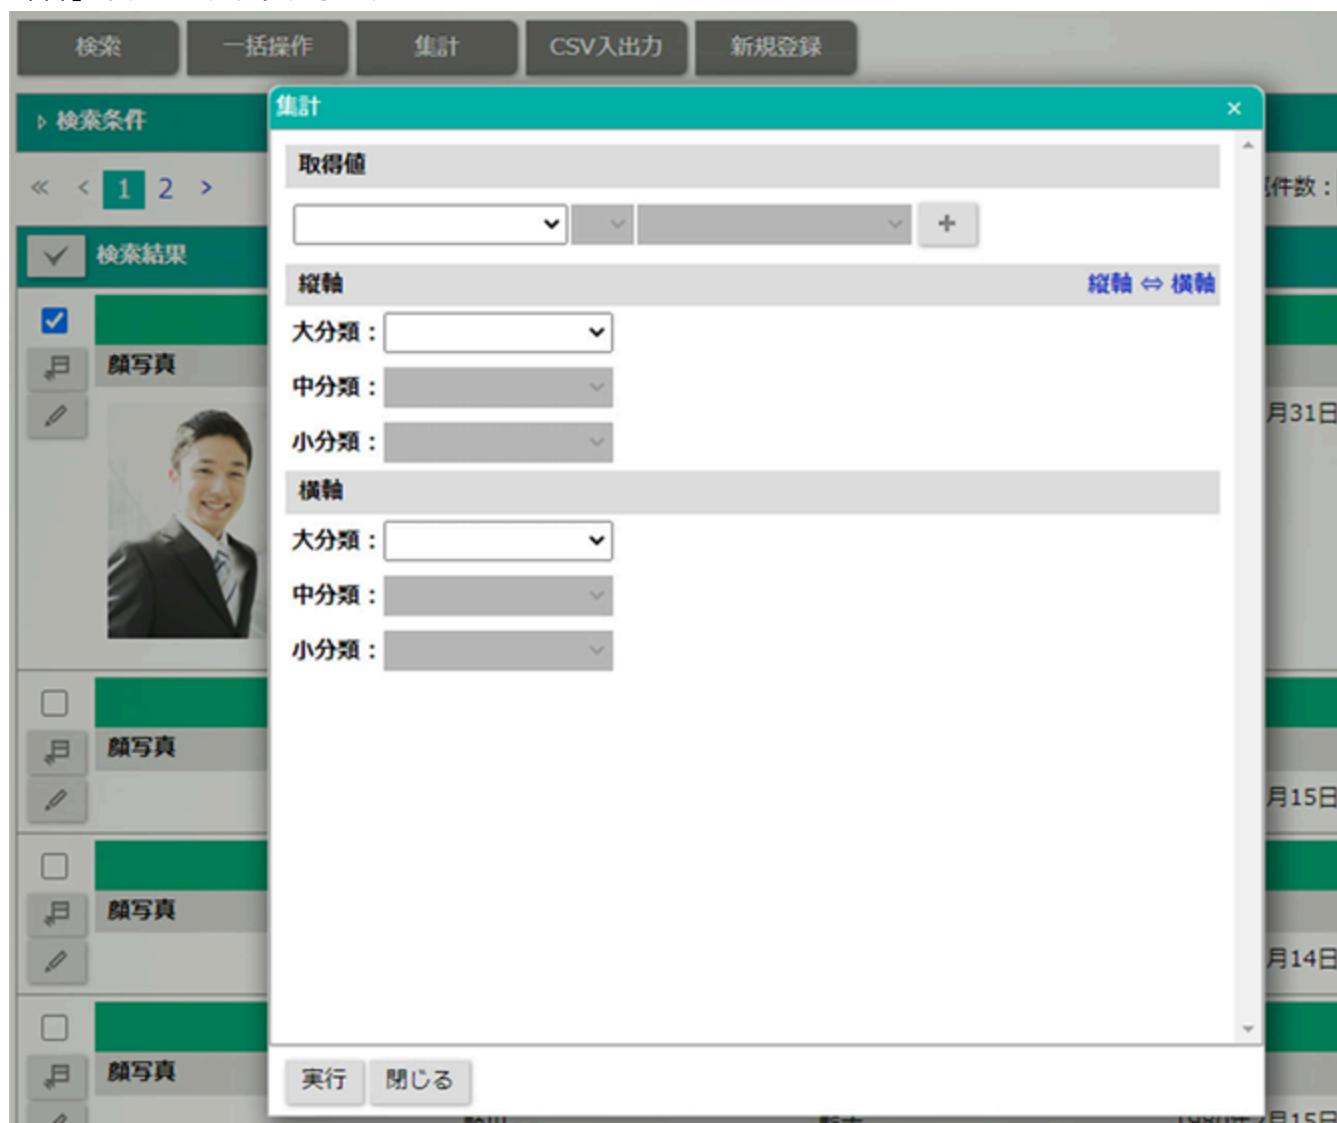 検索 一括操作 集計 CSV入出力 新規登録
検索条件
集計 ×
« < 1 2 >
件数：
取得値
検索結果
縦軸 縦軸 ⇔ 横軸
大分類：
顔写真
中分類：
月31日
小分類：
横軸
大分類：
中分類：
小分類：
顔写真
月15日
顔写真
月14日
顔写真
実行 閉じる
月15日